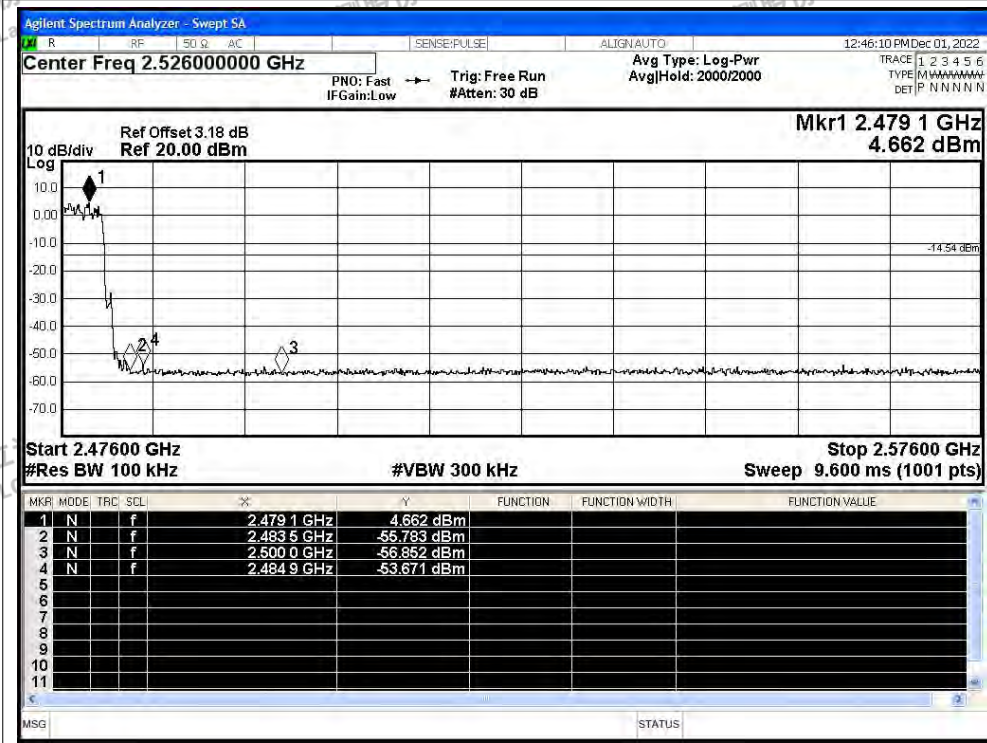 Agilent Spectrum Analyzer - Swept SA
LXI R RF 50 Ω AC SENSE:PULSE ALIGN AUTO 12:46:10 PM Dec 01, 2022
Center Freq 2.526000000 GHz
PNO: Fast
IFGain:Low
Trig: Free Run
#Atten: 30 dB
Avg Type: Log-Pwr
Avg|Hold: 2000/2000
TRACE 1 2 3 4 5 6
TYPE M
DET P N N N N N
Mkr1 2.479 1 GHz
4.662 dBm
Ref Offset 3.18 dB
10 dB/div Ref 20.00 dBm
Log
1
10.0
0.00
-10.0
-14.54 dBm
-20.0
-30.0
-40.0
2 4
3
-50.0
-60.0
-70.0
Start 2.47600 GHz Stop 2.57600 GHz
#Res BW 100 kHz #VBW 300 kHz Sweep 9.600 ms (1001 pts)
MKR MODE TRC SCL X Y FUNCTION FUNCTION WIDTH FUNCTION VALUE
1 N f 2.479 1 GHz 4.662 dBm
2 N f 2.483 5 GHz -55.783 dBm
3 N f 2.500 0 GHz -56.852 dBm
4 N f 2.484 9 GHz -53.671 dBm
5
6
7
8
9
10
11
MSG STATUS